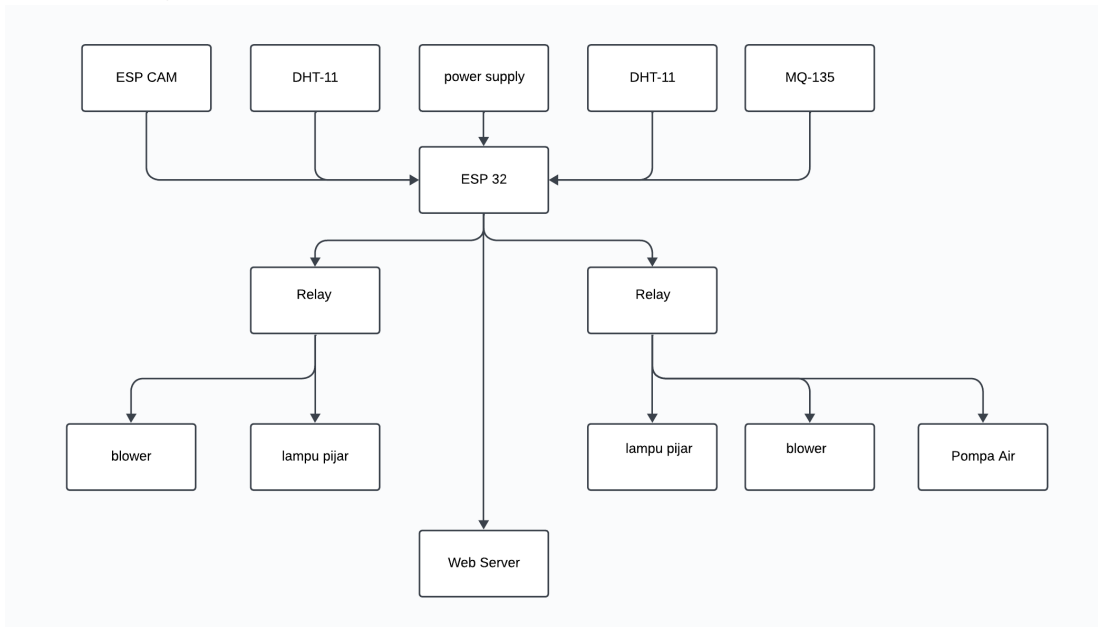 ESP CAM
DHT-11
power supply
DHT-11
MQ-135
ESP 32
Relay
Relay
blower
lampu pijar
lampu pijar
blower
Pompa Air
Web Server